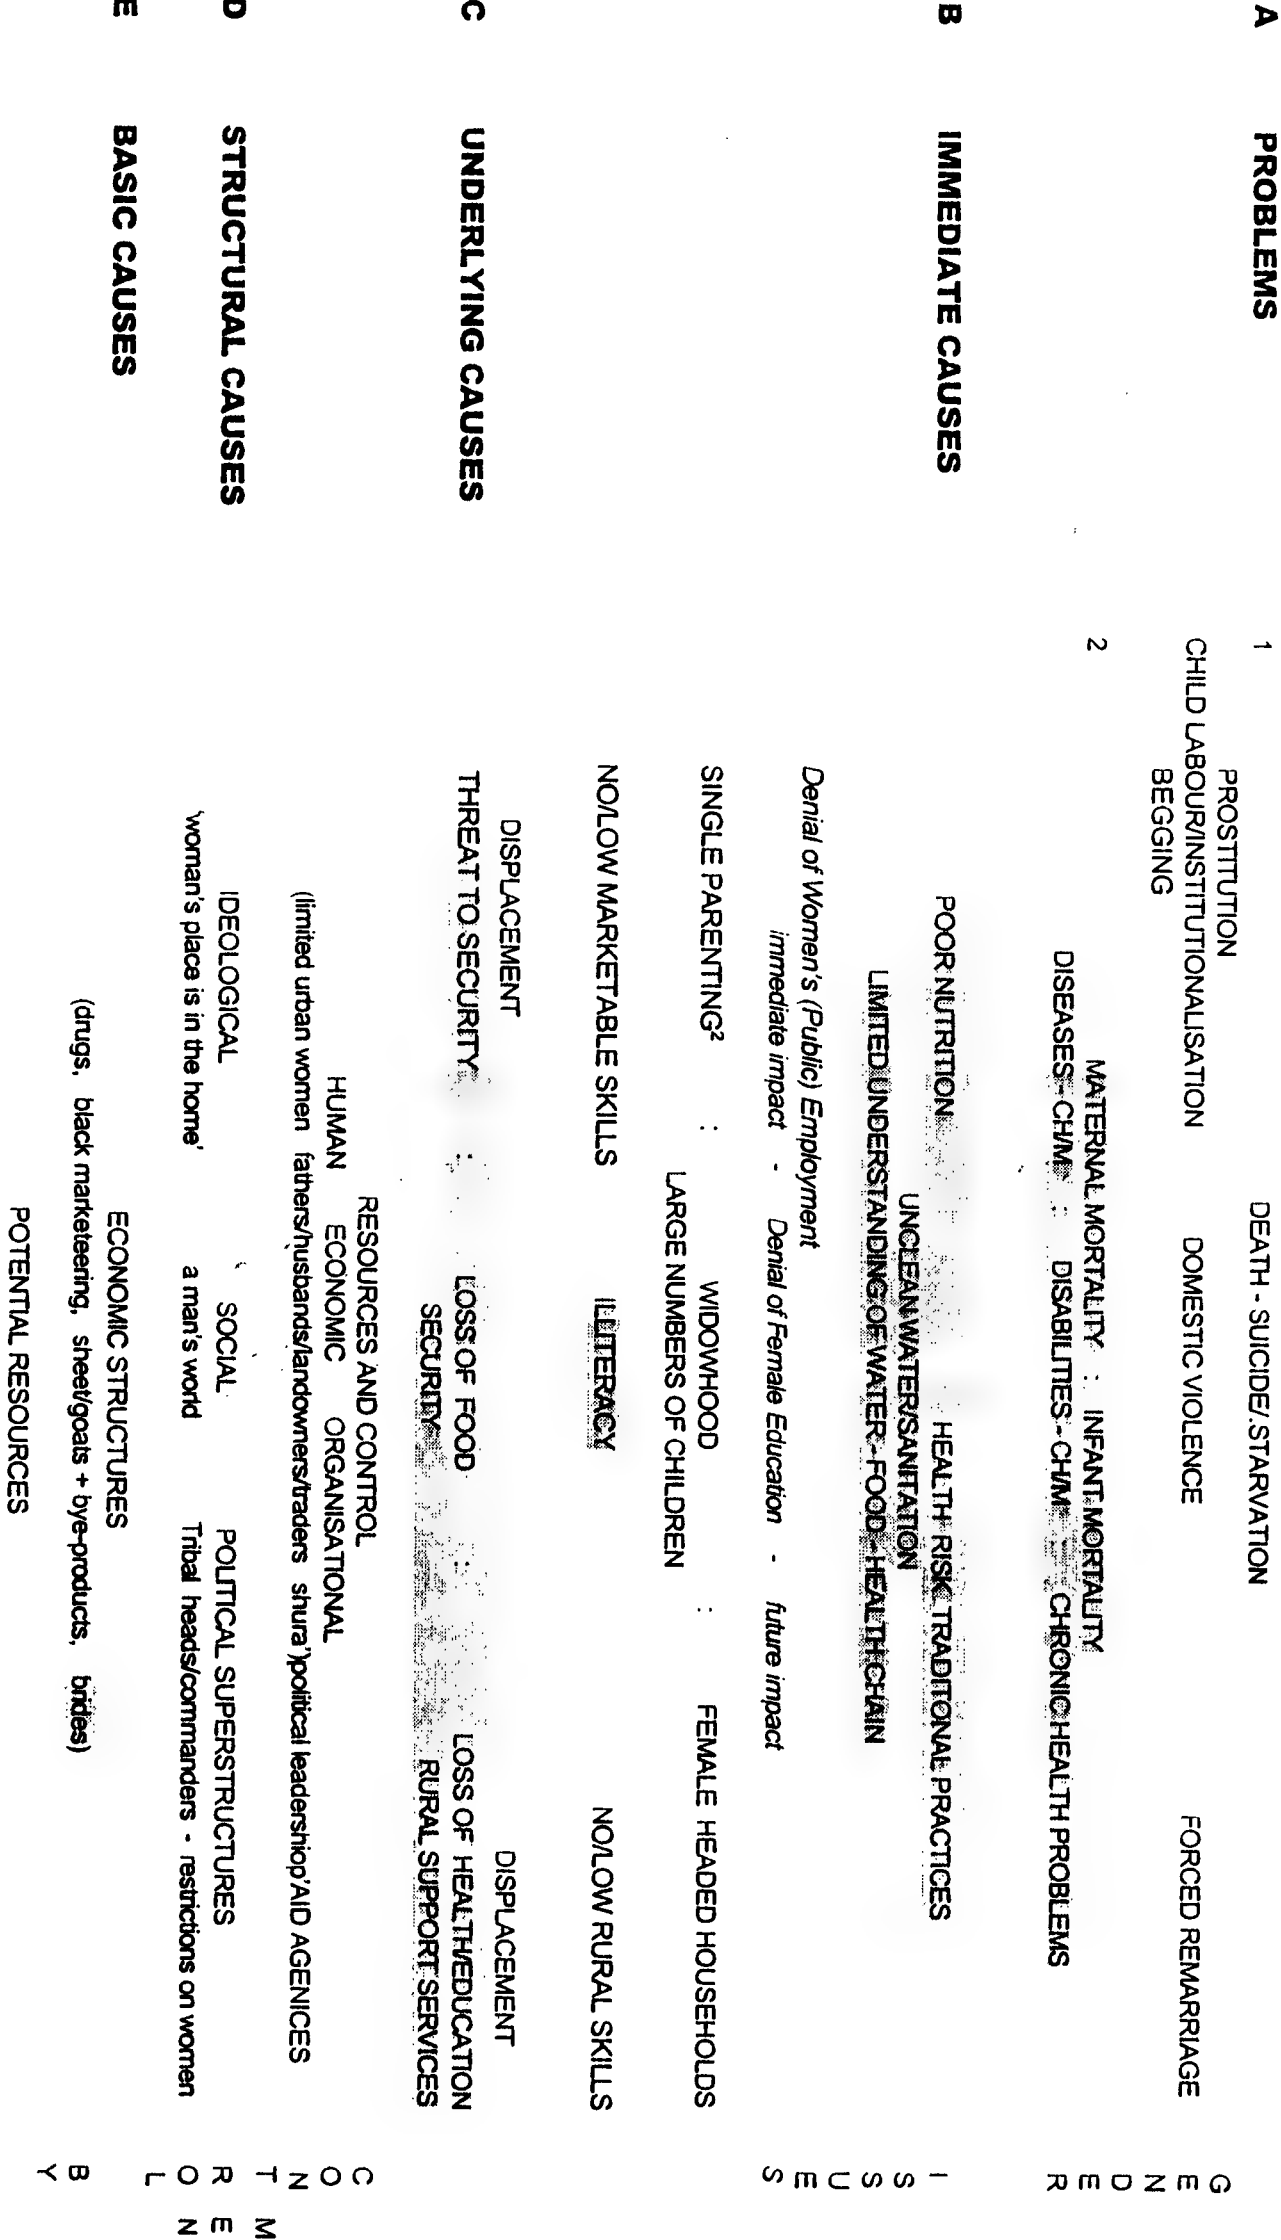 A PROBLEMS
1 DEATH - SUICIDE/.STARVATION
PROSTITUTION
CHILD LABOUR/INSTITUTIONALISATION DOMESTIC VIOLENCE FORCED REMARRIAGE
BEGGING
2 MATERNAL MORTALITY : INFANT MORTALITY
DISEASES - CH/M* : DISABILITIES - CH/M* CHRONIC HEALTH PROBLEMS
B IMMEDIATE CAUSES
POOR NUTRITION : HEALTH RISK TRADITONAL PRACTICES
UNCLEAN WATER/SANITATION
LIMITED UNDERSTANDING OF WATER - FOOD - HEALTH CHAIN
Denial of Women's (Public) Employment
immediate impact - Denial of Female Education - future impact
SINGLE PARENTING² : WIDOWHOOD : FEMALE HEADED HOUSEHOLDS
LARGE NUMBERS OF CHILDREN
NO/LOW MARKETABLE SKILLS ILLITERACY NO/LOW RURAL SKILLS
DISPLACEMENT DISPLACEMENT
C UNDERLYING CAUSES THREAT TO SECURITY : LOSS OF FOOD : LOSS OF HEALTH/EDUCATION
SECURITY RURAL SUPPORT SERVICES
RESOURCES AND CONTROL
HUMAN ECONOMIC ORGANISATIONAL
(limited urban women fathers/husbands/landowners/traders shura')political leadershiop'AID AGENICES
D STRUCTURAL CAUSES IDEOLOGICAL SOCIAL POLITICAL SUPERSTRUCTURES
'woman's place is in the home' a man's world Tribal heads/commanders - restrictions on women
E BASIC CAUSES ECONOMIC STRUCTURES
(drugs, black marketeering, sheet/goats + bye-products, brides)
POTENTIAL RESOURCES
G
E
N
D
E
R
I
S
S
U
E
S
C
O
N
T M
R E
O N
L
B
Y